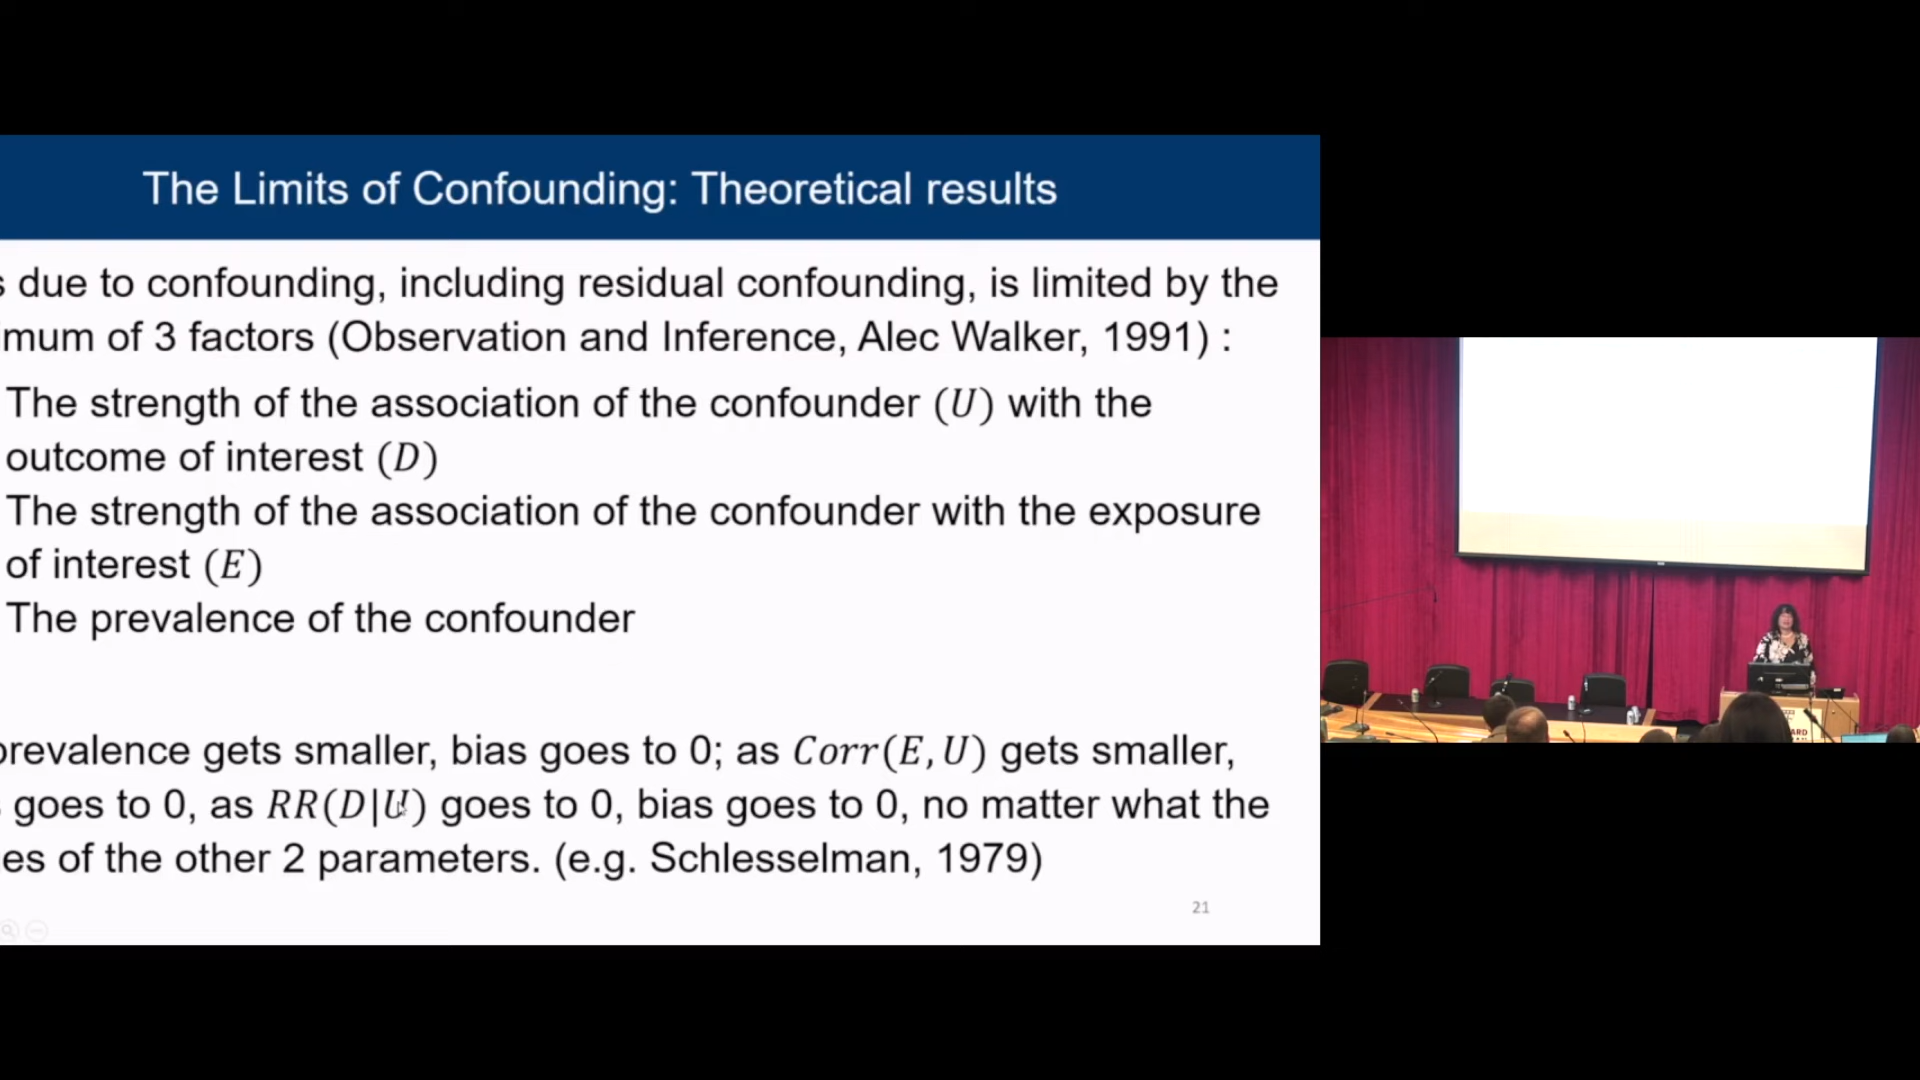 The Limits of Confounding: Theoretical results
s due to confounding, including residual confounding, is limited by the
mum of 3 factors (Observation and Inference, Alec Walker, 1991) :
The strength of the association of the confounder (U) with the
outcome of interest (D)
The strength of the association of the confounder with the exposure
of interest (E)
The prevalence of the confounder
prevalence gets smaller, bias goes to 0; as Corr(E, U) gets smaller,
s goes to 0, as RR(D|U) goes to 0, bias goes to 0, no matter what the
es of the other 2 parameters. (e.g. Schlesselman, 1979)
21